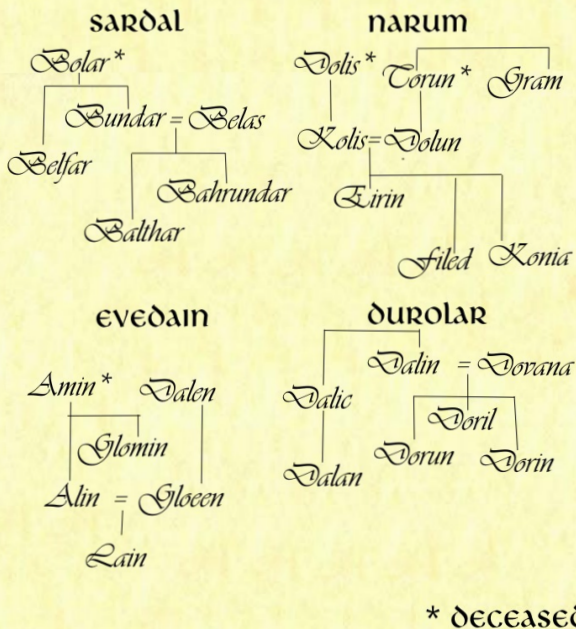 SARDAL
Bolar *
Bundar = Belas
Belfar
Bahrundar
Balthar
NARUM
Dolis * Torun * Gram
Kolis = Dolun
Eirin
Filed Konia
EVEDAIN
Amin * Dalen
Glomin
Alin = Gloeen
Lain
DUROLAR
Dalin = Dovana
Dalic
Doril
Dorun Dorin
Dalan
* DECEASED